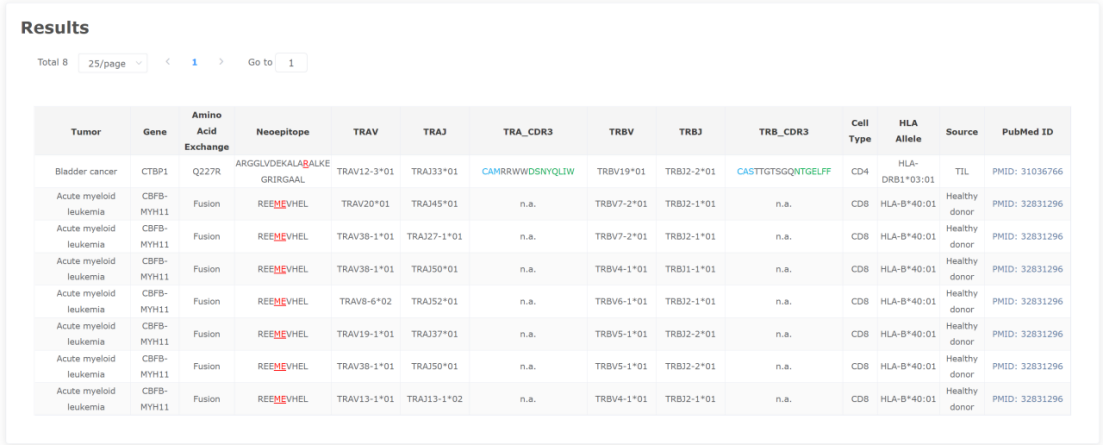 Results
Total 8 25/page < 1 > Go to 1
Tumor Gene Amino Acid Exchange Neoepitope TRAV TRAJ TRA_CDR3 TRBV TRBJ TRB_CDR3 Cell Type HLA Allele Source PubMed ID
Bladder cancer CTBP1 Q227R ARGGLVDEKALARALKEGRIRGAAL TRAV12-3*01 TRAJ33*01 CAMRRWWDSNYQLIW TRBV19*01 TRBJ2-2*01 CASTTGTSGQNTGELFF CD4 HLA-DRB1*03:01 TIL PMID: 31036766
Acute myeloid leukemia CBFB-MYH11 Fusion REEMEVHEL TRAV20*01 TRAJ45*01 n.a. TRBV7-2*01 TRBJ2-1*01 n.a. CD8 HLA-B*40:01 Healthy donor PMID: 32831296
Acute myeloid leukemia CBFB-MYH11 Fusion REEMEVHEL TRAV38-1*01 TRAJ27-1*01 n.a. TRBV7-2*01 TRBJ2-1*01 n.a. CD8 HLA-B*40:01 Healthy donor PMID: 32831296
Acute myeloid leukemia CBFB-MYH11 Fusion REEMEVHEL TRAV38-1*01 TRAJ50*01 n.a. TRBV4-1*01 TRBJ1-1*01 n.a. CD8 HLA-B*40:01 Healthy donor PMID: 32831296
Acute myeloid leukemia CBFB-MYH11 Fusion REEMEVHEL TRAV8-6*02 TRAJ52*01 n.a. TRBV6-1*01 TRBJ2-1*01 n.a. CD8 HLA-B*40:01 Healthy donor PMID: 32831296
Acute myeloid leukemia CBFB-MYH11 Fusion REEMEVHEL TRAV19-1*01 TRAJ37*01 n.a. TRBV5-1*01 TRBJ2-2*01 n.a. CD8 HLA-B*40:01 Healthy donor PMID: 32831296
Acute myeloid leukemia CBFB-MYH11 Fusion REEMEVHEL TRAV38-1*01 TRAJ50*01 n.a. TRBV5-1*01 TRBJ2-2*01 n.a. CD8 HLA-B*40:01 Healthy donor PMID: 32831296
Acute myeloid leukemia CBFB-MYH11 Fusion REEMEVHEL TRAV13-1*01 TRAJ13-1*02 n.a. TRBV4-1*01 TRBJ2-1*01 n.a. CD8 HLA-B*40:01 Healthy donor PMID: 32831296